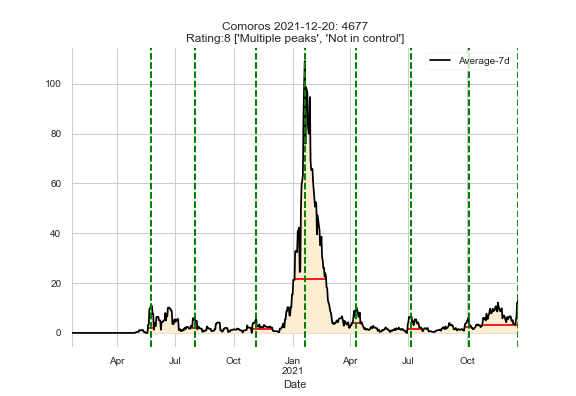 Comoros 2021-12-20: 4677
Rating:8 ['Multiple peaks', 'Not in control']
Average-7d
100
80
60
40
20
0
Apr Jul Oct Jan Apr Jul Oct
2021
Date